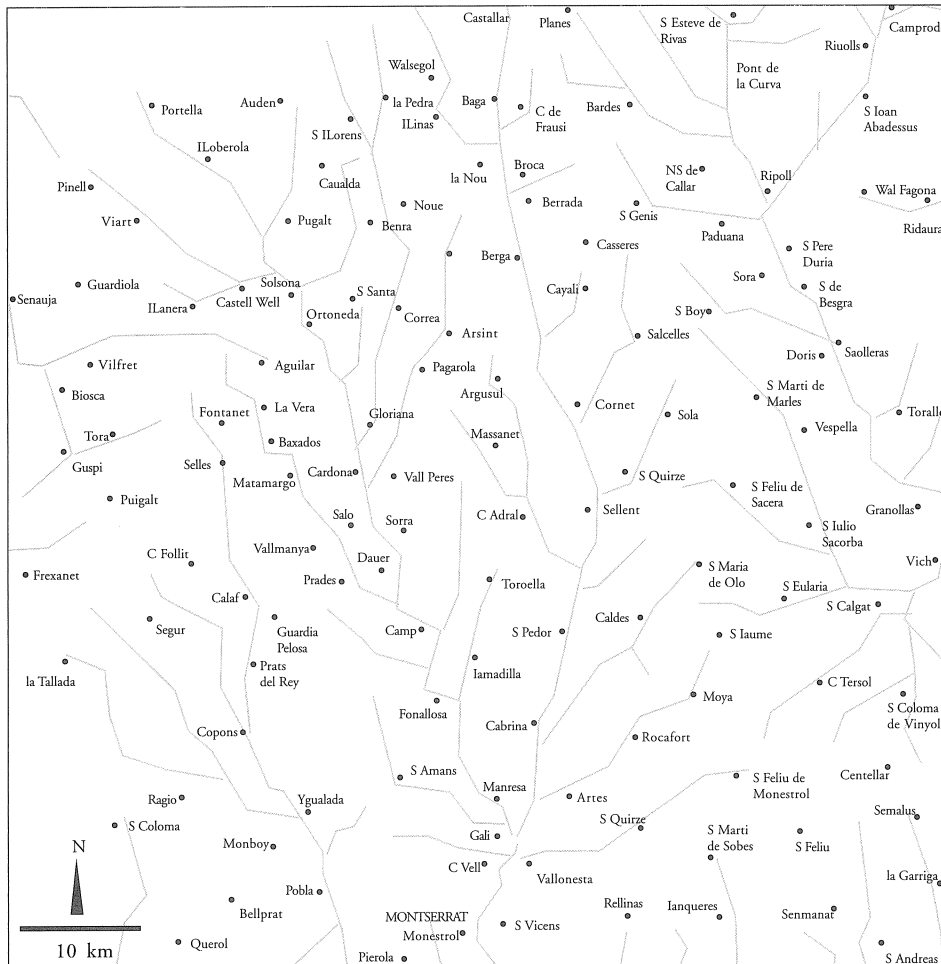 Castallar
Planes
S Esteve de
Rivas
Camprod
Riuolls
Walsegol
Pont de
la Curva
Portella
Auden
la Pedra
Baga
C de
Frausi
Bardes
S Ioan
Abadessus
S ILorens
ILinas
ILoberola
Caualda
la Nou
Broca
NS de
Callar
Ripoll
Pinell
Wal Fagona
Viart
Pugalt
Noue
Benra
Berrada
S Genis
Paduana
Ridaura
Casseres
S Pere
Duria
Berga
Guardiola
Solsona
Sora
S de
Besgra
Senauja
ILanera
Castell Well
S Santa
Cayali
Ortoneda
Correa
S Boy
Arsint
Salcelles
Saolleras
Doris
Vilfret
Aguilar
Pagarola
Argusul
S Marti de
Marles
Biosca
Fontanet
La Vera
Gloriana
Cornet
Sola
Toralle
Tora
Baxados
Massanet
Vespella
Guspi
Selles
Matamargo
Cardona
Vall Peres
S Quirze
S Feliu de
Sacera
Puigalt
Granollas
Salo
Sorra
C Adral
Sellent
S Iulio
Sacorba
C Follit
Vallmanya
Dauer
Vich
Frexanet
Prades
Toroella
S Maria
de Olo
S Eularia
Calaf
S Calgat
Segur
Guardia
Pelosa
Camp
S Pedor
Caldes
S Iaume
la Tallada
Prats
del Rey
Iamadilla
C Tersol
Fonallosa
Moya
S Coloma
de Vinyol
Copons
Cabrina
Rocafort
S Amans
S Feliu de
Monestrol
Centellar
Ragio
Ygualada
Manresa
Artes
Semalus
S Coloma
S Quirze
N
Monboy
Gali
S Marti
de Sobes
S Feliu
C Vell
Vallonesta
la Garriga
Pobla
Bellprat
Rellinas
Ianqueres
Senmanat
MONTSERRAT
Monestrol
S Vicens
10 km
Querol
Pierola
S Andreas